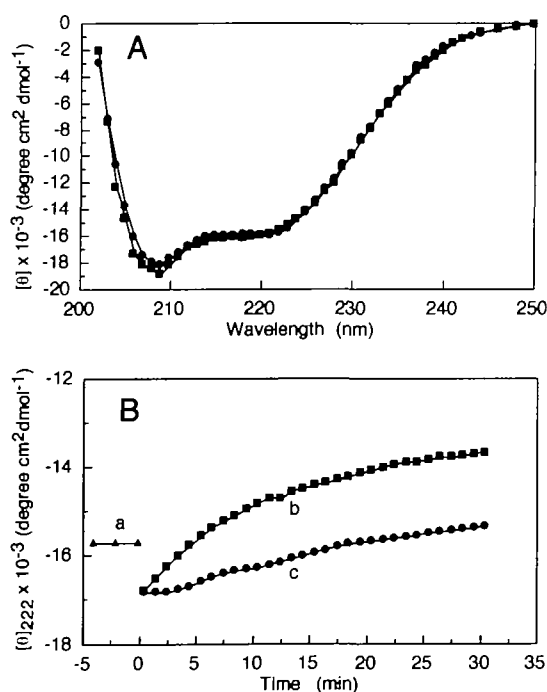 A
[θ] x 10⁻³ (degree cm² dmol⁻¹)
0
-2
-4
-6
-8
-10
-12
-14
-16
-18
-20
200 210 220 230 240 250
Wavelength (nm)
B
[θ]₂₂₂ x 10⁻³ (degree cm² dmol⁻¹)
-12
-14
-16
-18
a
b
c
-5 0 5 10 15 20 25 30 35
Time (min)